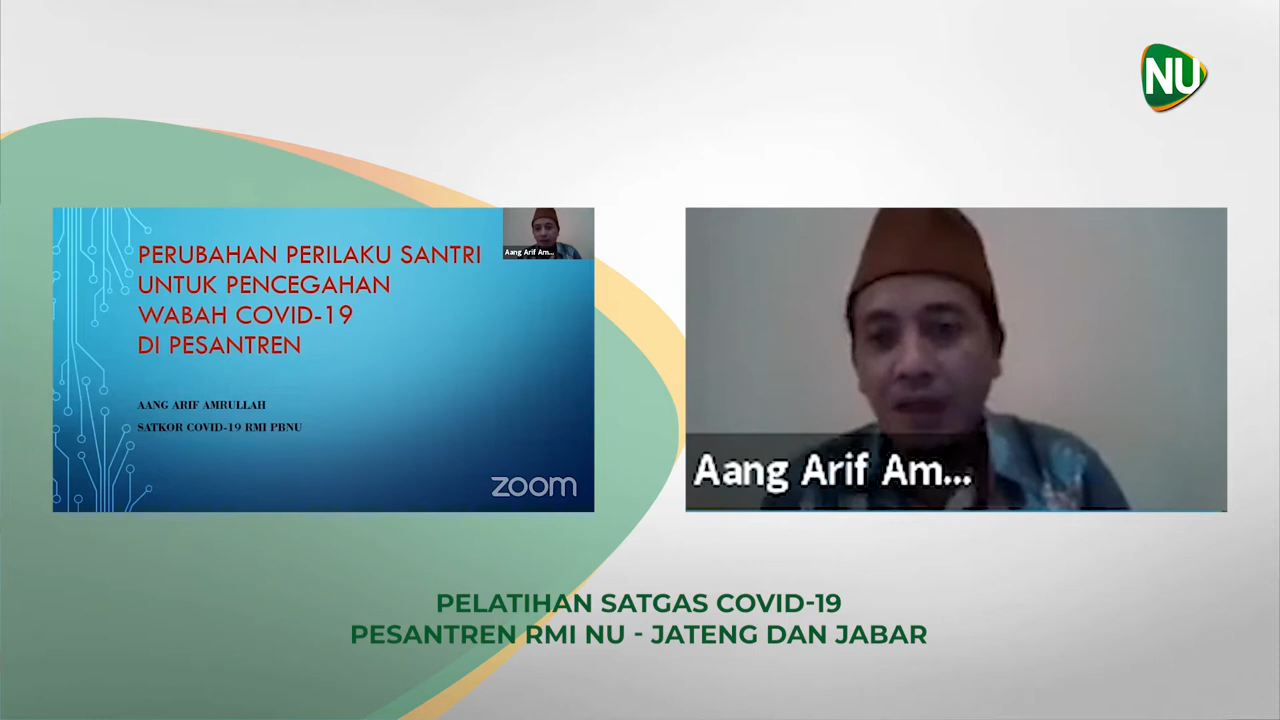 NU
PERUBAHAN PERILAKU SANTRI
UNTUK PENCEGAHAN
WABAH COVID-19
DI PESANTREN
AANG ARIF AMRULLAH
SATKOR COVID-19 RMI PBNU
Aang Arif Am...
zoom
Aang Arif Am...
PELATIHAN SATGAS COVID-19
PESANTREN RMI NU - JATENG DAN JABAR